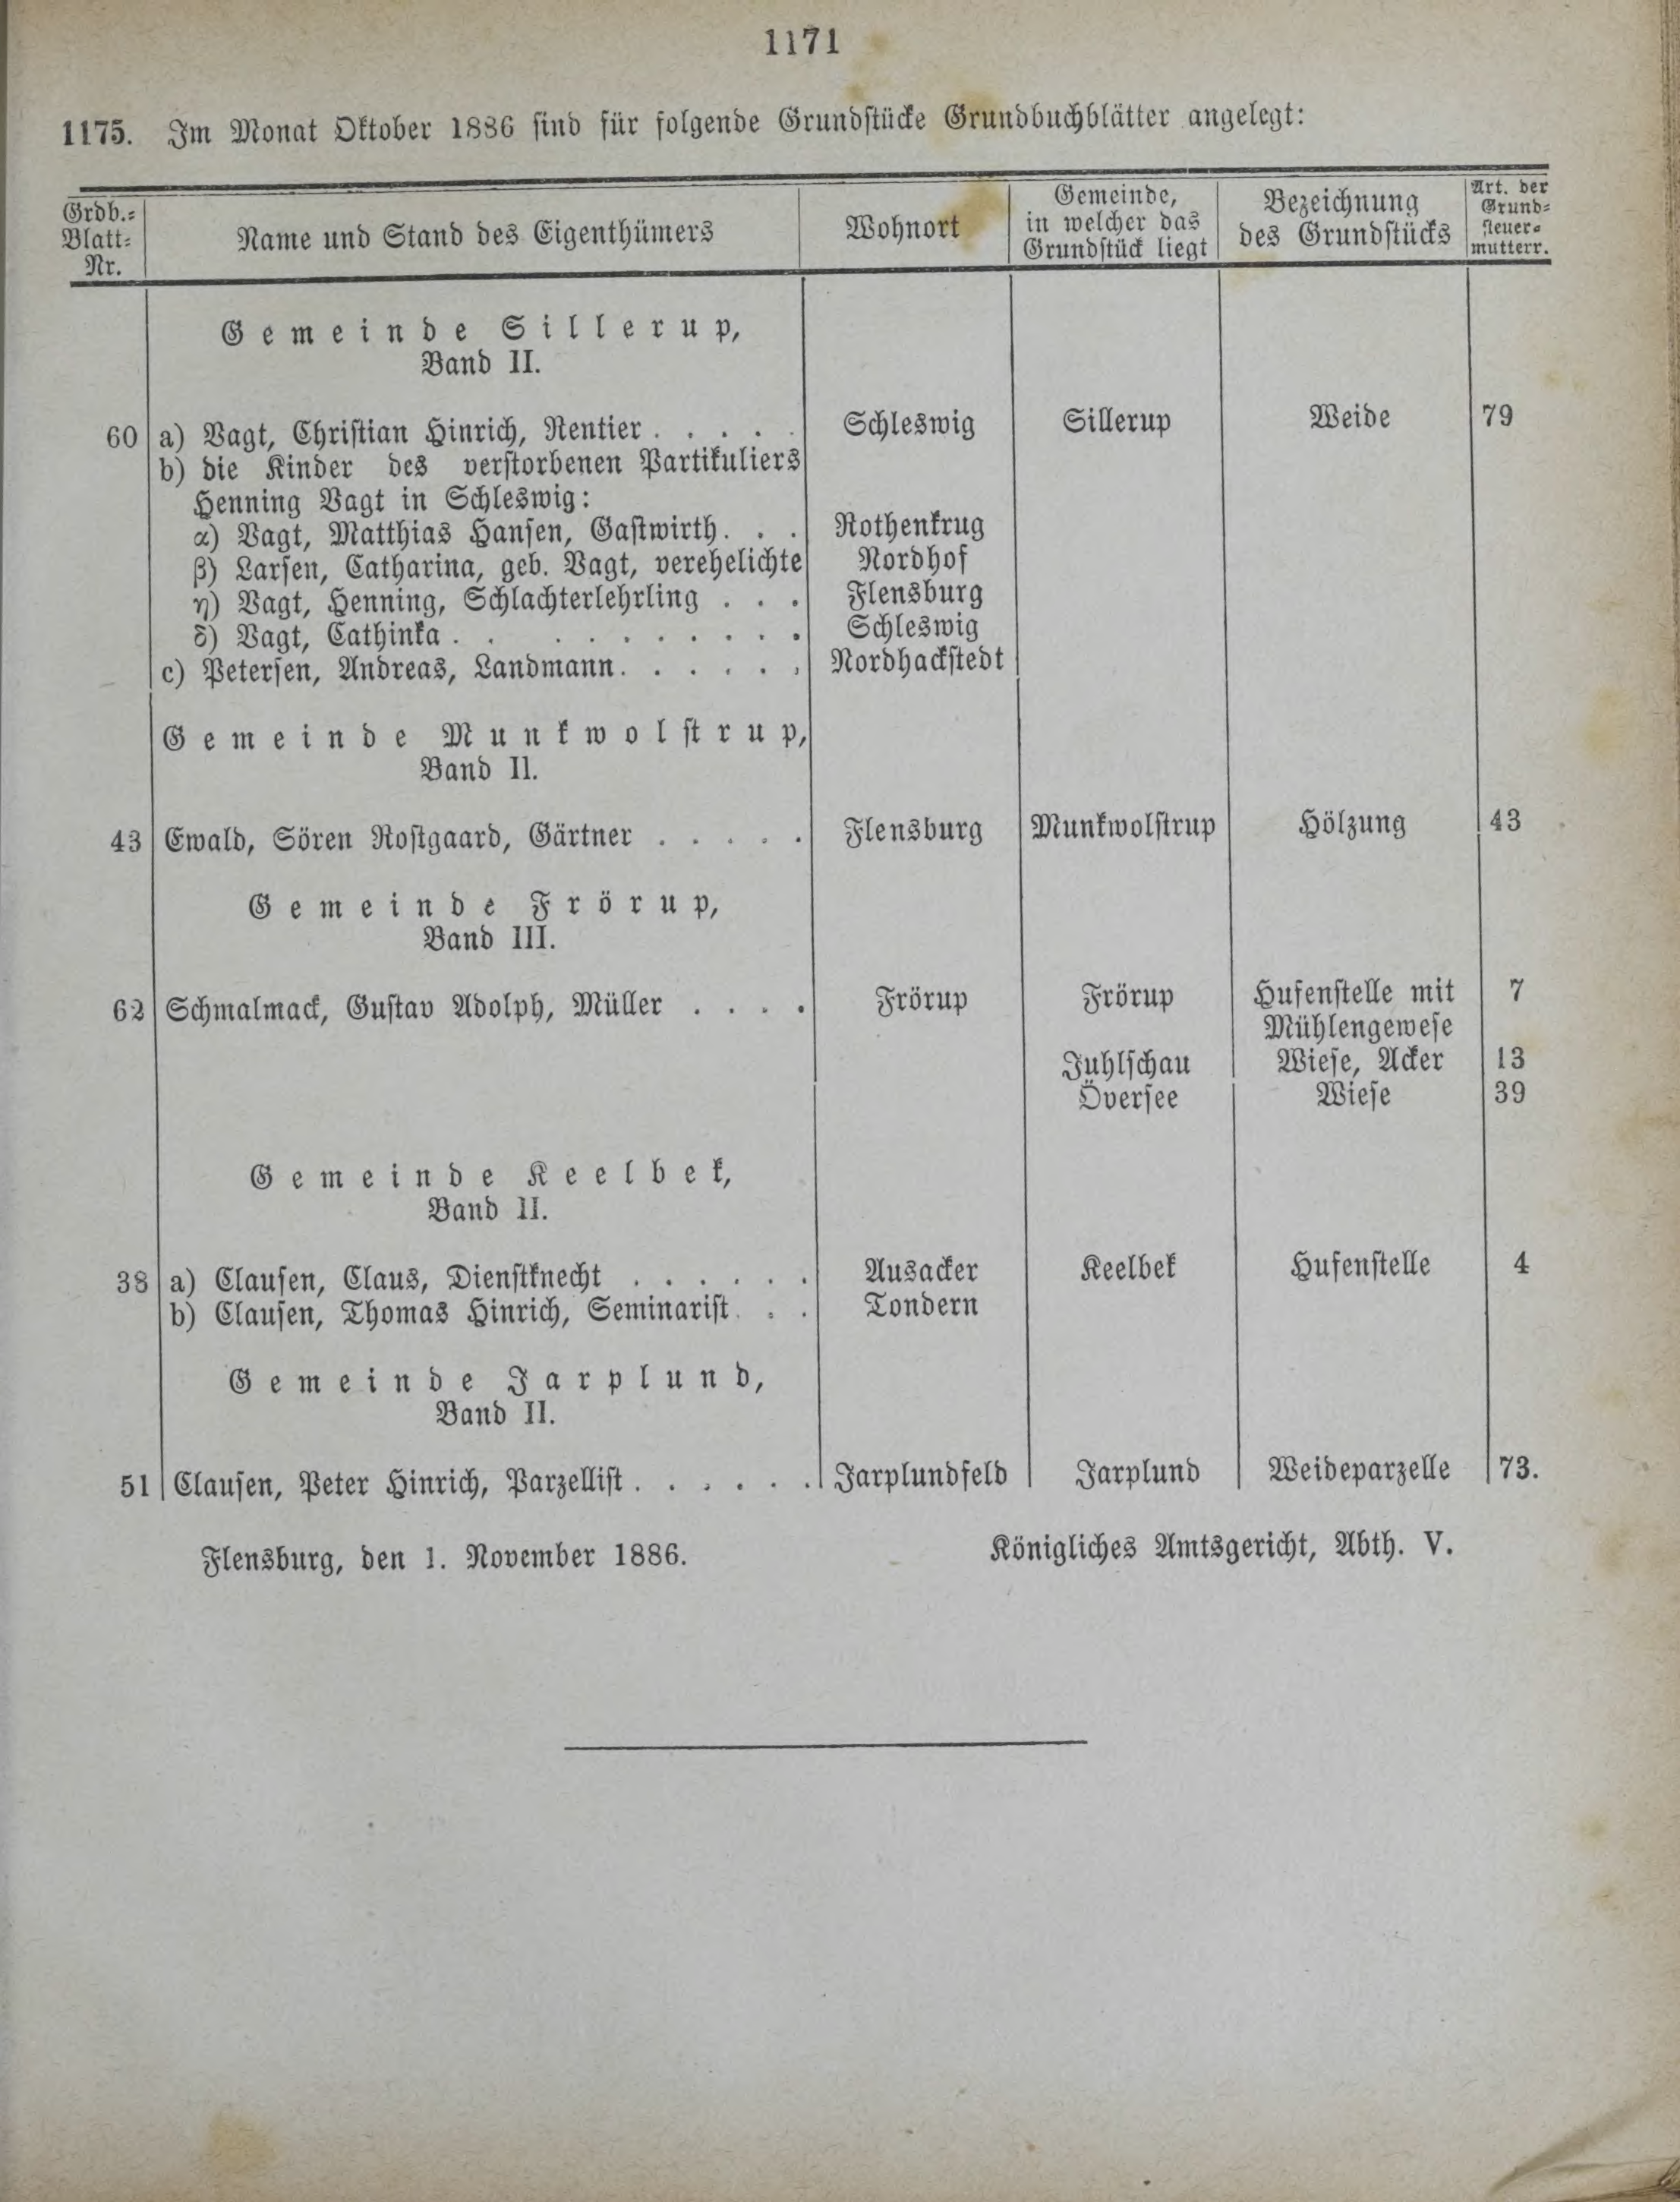 1171
1175. Im Monat Oktober 1886 sind für folgende Grundstücke Grundbuchblätter angelegt:
Grdb.-Blatt-Nr. | Name und Stand des Eigenthümers | Wohnort | Gemeinde, in welcher das Grundstück liegt | Bezeichnung des Grundstücks | Art. der Grundsteuermutterr.
Gemeinde Sillerup,
Band II.
60 a) Vagt, Christian Hinrich, Rentier . . . . . Schleswig Sillerup Weide 79
b) die Kinder des verstorbenen Partikuliers
Henning Vagt in Schleswig:
α) Vagt, Matthias Hansen, Gastwirth. . . Rothenkrug
β) Larsen, Catharina, geb. Vagt, verehelichte Nordhof
η) Vagt, Henning, Schlachterlehrling . . . Flensburg
δ) Vagt, Cathinka . . . . . . . . . . Schleswig
c) Petersen, Andreas, Landmann. . . . . . Nordhackstedt
Gemeinde Munkwolstrup,
Band II.
43 Ewald, Sören Rostgaard, Gärtner . . . . . Flensburg Munkwolstrup Hölzung 43
Gemeinde Frörup,
Band III.
62 Schmalmack, Gustav Adolph, Müller . . . . Frörup Frörup Hufenstelle mit 7
Mühlengewese
Juhlschau Wiese, Acker 13
Översee Wiese 39
Gemeinde Keelbek,
Band II.
38 a) Clausen, Claus, Dienstknecht . . . . . . Ausacker Keelbek Hufenstelle 4
b) Clausen, Thomas Hinrich, Seminarist . . . Tondern
Gemeinde Jarplund,
Band II.
51 Clausen, Peter Hinrich, Parzellist . . . . . . Jarplundfeld Jarplund Weideparzelle 73.
Flensburg, den 1. November 1886. Königliches Amtsgericht, Abth. V.